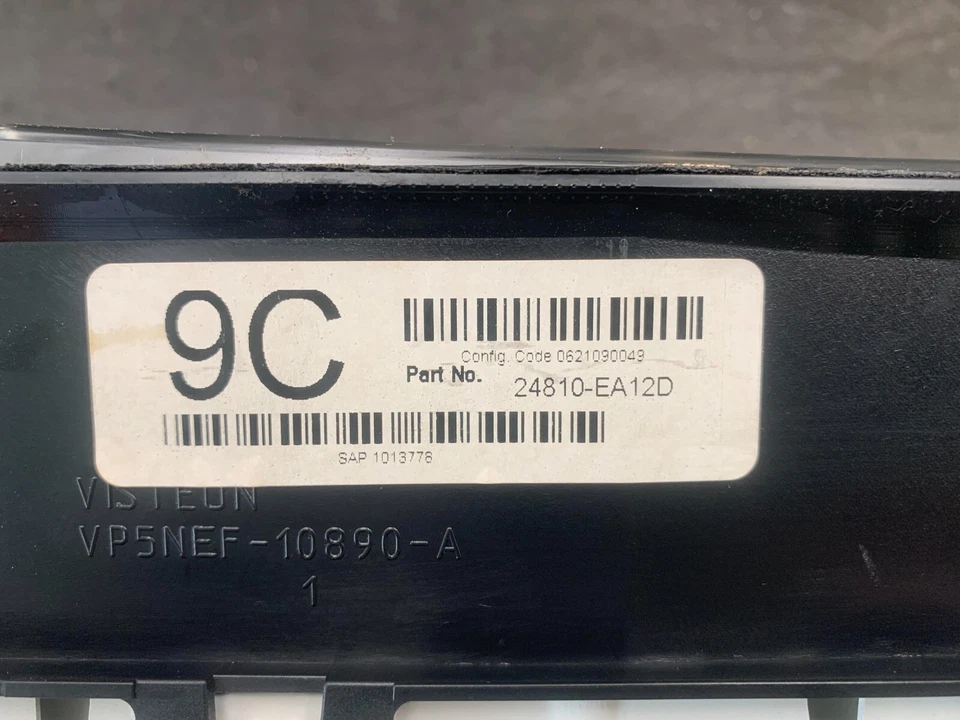 9C
Config. Code 0621090049
Part No. 24810-EA12D
SAP 1013776
VISTEON
VP5NEF-10890-A
1